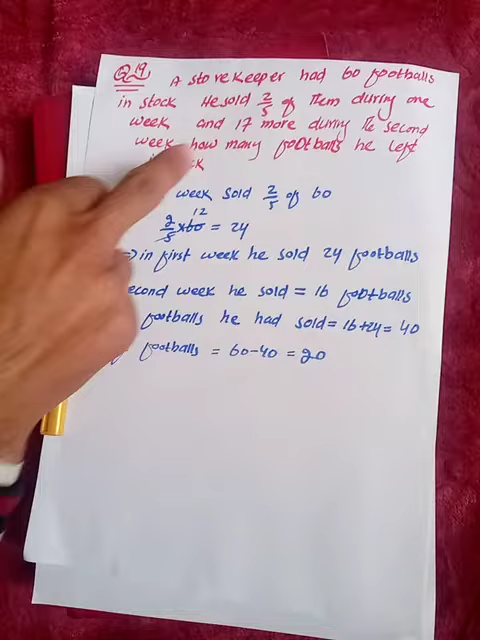 Q19 A storekeeper had 60 footballs
in stock He sold 2/5 of Them during one
week and 17 more during The second
week how many footballs he left
week sold 2/5 of 60
2/5 × 60 12 = 24
⇒ in first week he sold 24 footballs
second week he sold = 16 footballs
footballs he had sold = 16+24 = 40
footballs = 60-40 = 20